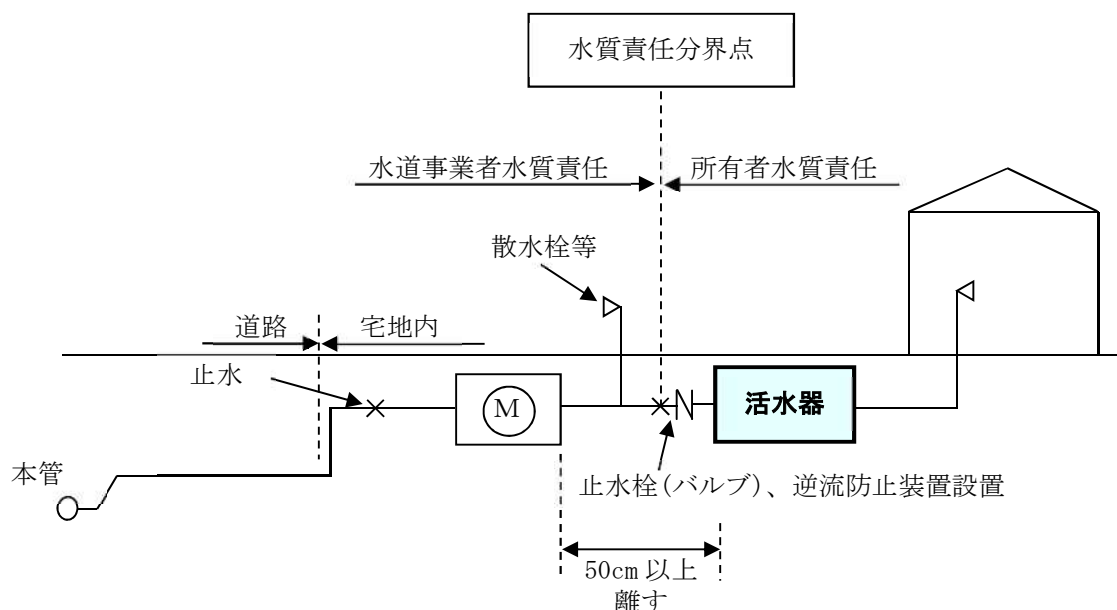 水質責任分界点
水道事業者水質責任
所有者水質責任
散水栓等
道路
宅地内
止水
M
活水器
本管
止水栓(バルブ)、逆流防止装置設置
50cm 以上
離す